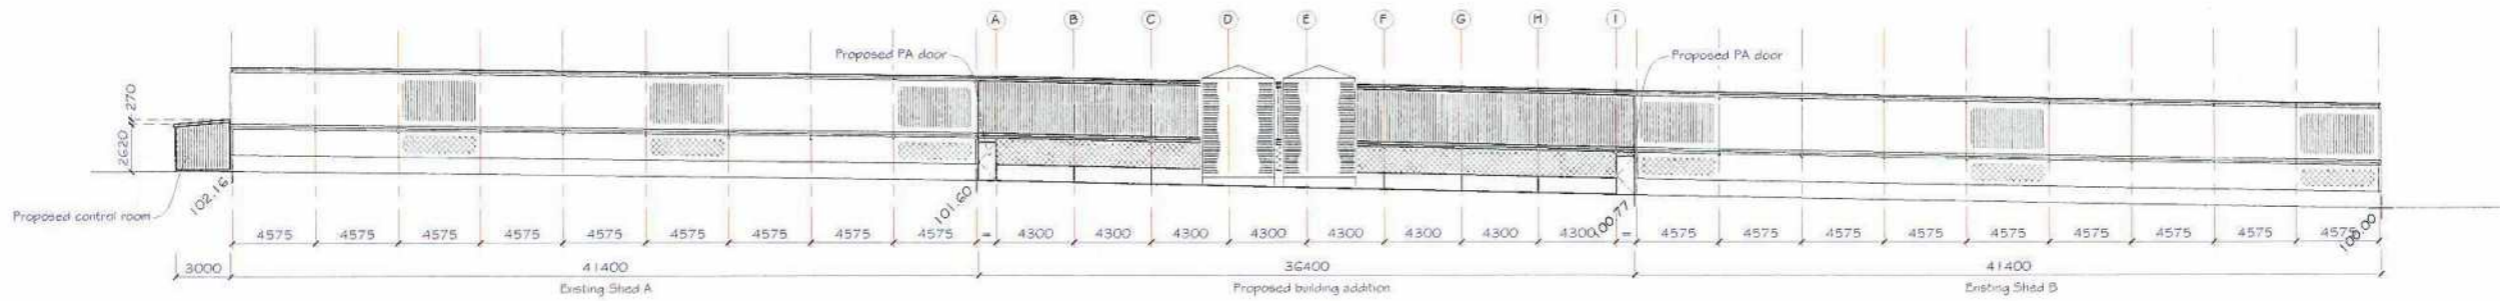 A B C D E F G H I
Proposed PA door
Proposed PA door
270
2620
Proposed control room
102.16
101.60
100.77
100.00
4575 4575 4575 4575 4575 4575 4575 4575 4575 = 4300 4300 4300 4300 4300 4300 4300 4300 = 4575 4575 4575 4575 4575 4575 4575 4575 4575
3000 41400 36400 41400
Existing Shed A
Proposed building addition
Existing Shed B